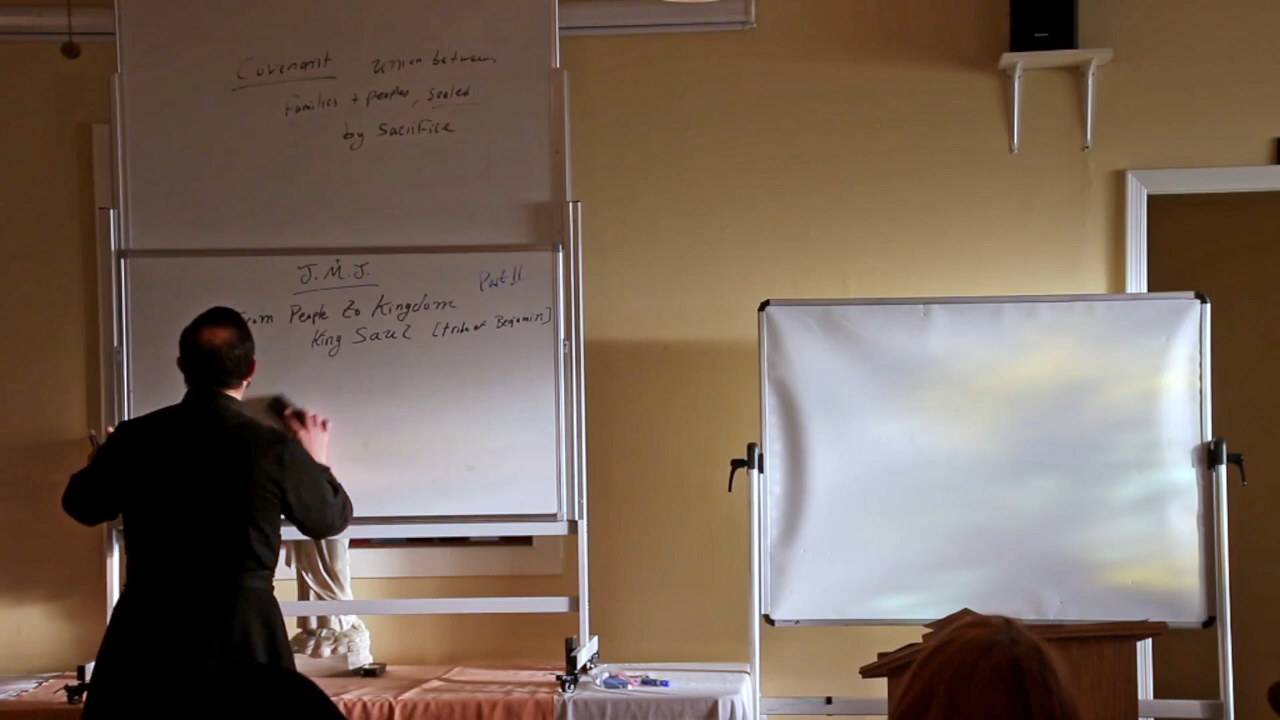 Covenant union between
Families + peoples, sealed
by sacrifice
J.M.J.
Part II
From People to Kingdom
King Saul [tribe of Benjamin]